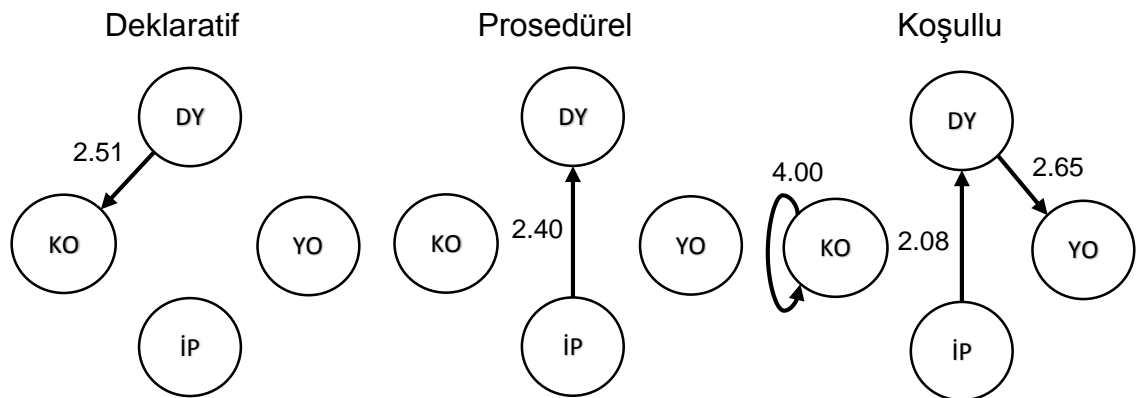 Deklaratif
DY
2.51
KO
YO
İP
Prosedürel
DY
KO
2.40
YO
İP
Koşullu
DY
4.00
2.65
KO
2.08
YO
İP